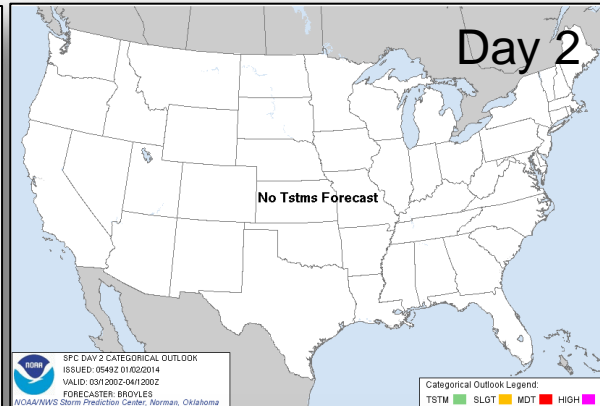 Day 2
No Tstms Forecast
NOAA
SPC DAY 2 CATEGORICAL OUTLOOK
ISSUED: 0549Z 01/02/2014
VALID: 03/1200Z-04/1200Z
FORECASTER: BROYLES
NOAA/NWS Storm Prediction Center, Norman, Oklahoma
Categorical Outlook Legend:
TSTM SLGT MDT HIGH